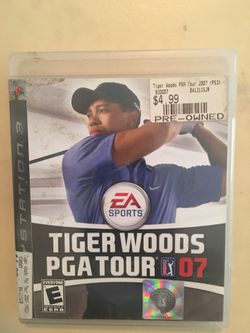 Tiger Woods PGA Tour 2007 (PS3)
$4.99
PRE-OWNED
PLAYSTATION 3
EA
SPORTS
TIGER WOODS
PGA TOUR 07
EVERYONE
E
ESRB